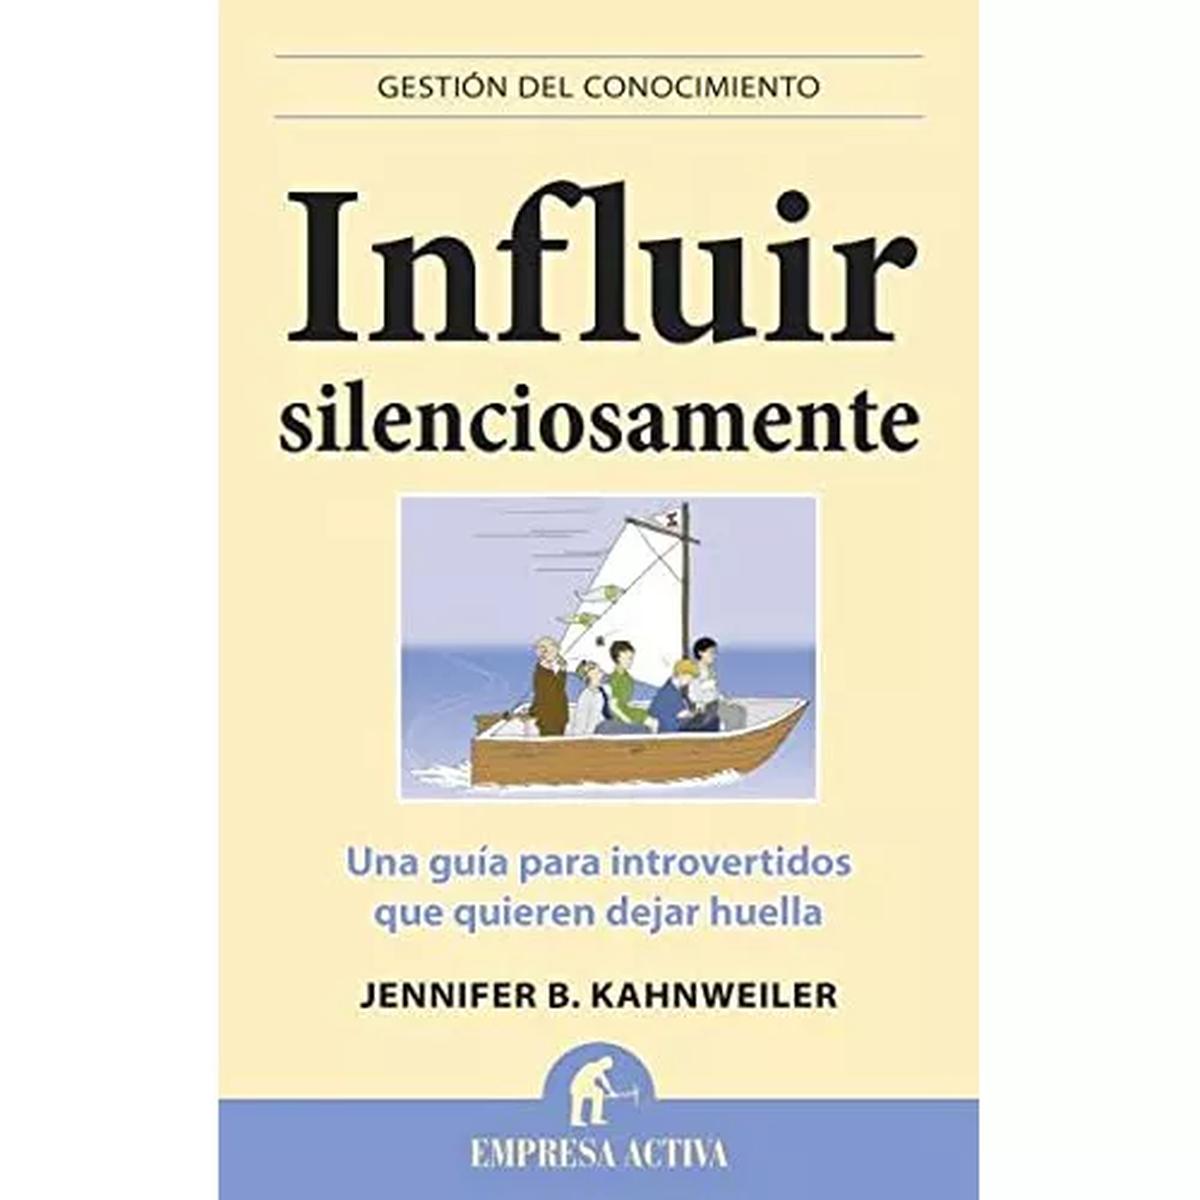 GESTIÓN DEL CONOCIMIENTO
Influir
silenciosamente
Una guía para introvertidos
que quieren dejar huella
JENNIFER B. KAHNWEILER
EMPRESA ACTIVA